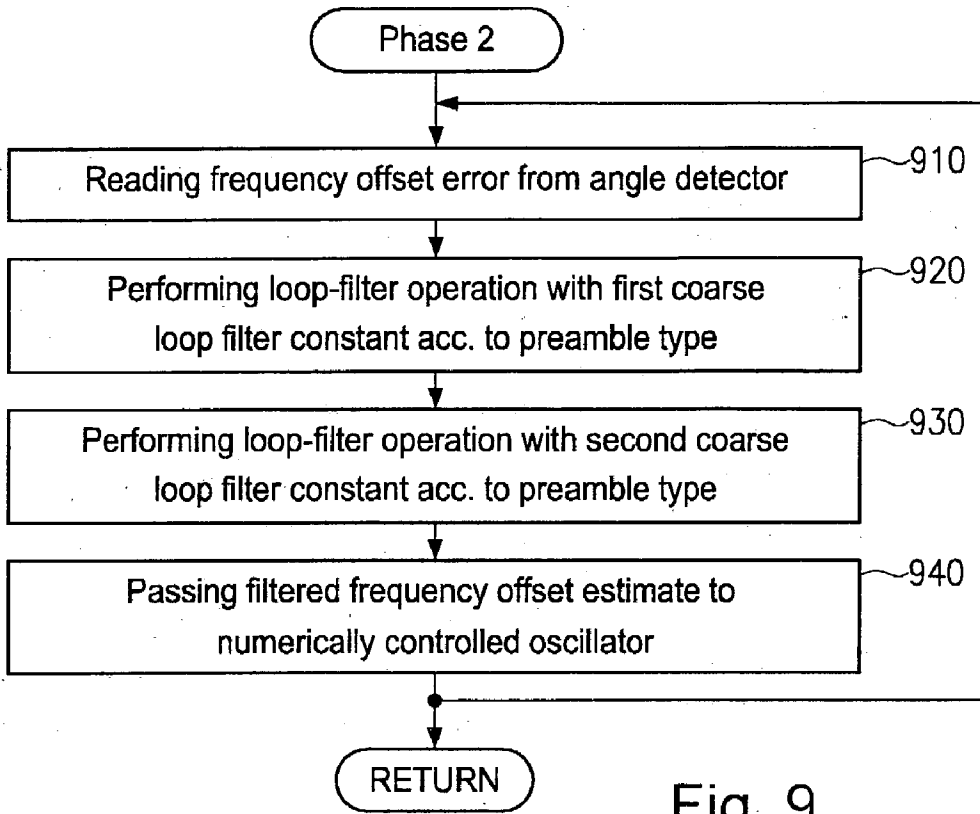 Phase 2
Reading frequency offset error from angle detector
910
Performing loop-filter operation with first coarse
loop filter constant acc. to preamble type
920
Performing loop-filter operation with second coarse
loop filter constant acc. to preamble type
930
Passing filtered frequency offset estimate to
numerically controlled oscillator
940
RETURN
Fig. 9